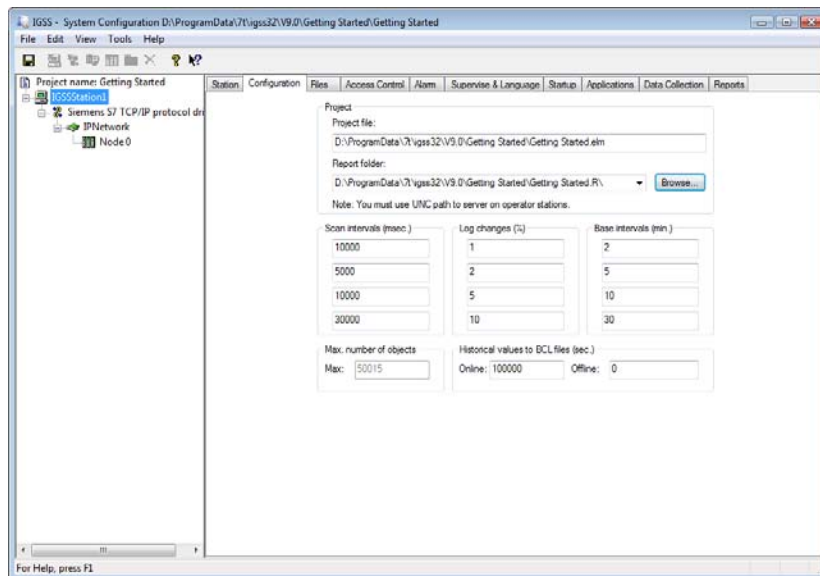 IGSS - System Configuration D:\ProgramData\7t\igss32\V9.0\Getting Started\Getting Started
File Edit View Tools Help
Project name: Getting Started
IGSSStation1
Siemens S7 TCP/IP protocol dri
IPNetwork
Node 0
Station Configuration Files Access Control Alarm Supervise & Language Startup Applications Data Collection Reports
Project
Project file:
D:\ProgramData\7t\igss32\V9.0\Getting Started\Getting Started.elm
Report folder:
D:\ProgramData\7t\igss32\V9.0\Getting Started\Getting Started.R\
Browse...
Note: You must use UNC path to server on operator stations.
Scan intervals (msec.) Log changes (%) Base intervals (min.)
10000 1 2
5000 2 5
10000 5 10
30000 10 30
Max. number of objects Historical values to BCL files (sec.)
Max: 50015 Online: 100000 Offline: 0
For Help, press F1